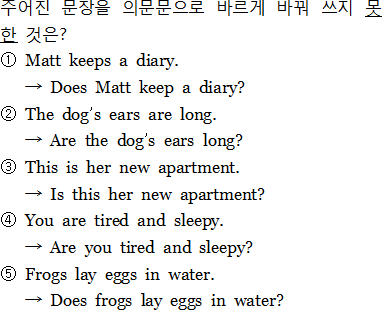 주어진 문장을 의문문으로 바르게 바꿔 쓰지 못
한 것은?
① Matt keeps a diary.
→ Does Matt keep a diary?
② The dog's ears are long.
→ Are the dog's ears long?
③ This is her new apartment.
→ Is this her new apartment?
④ You are tired and sleepy.
→ Are you tired and sleepy?
⑤ Frogs lay eggs in water.
→ Does frogs lay eggs in water?